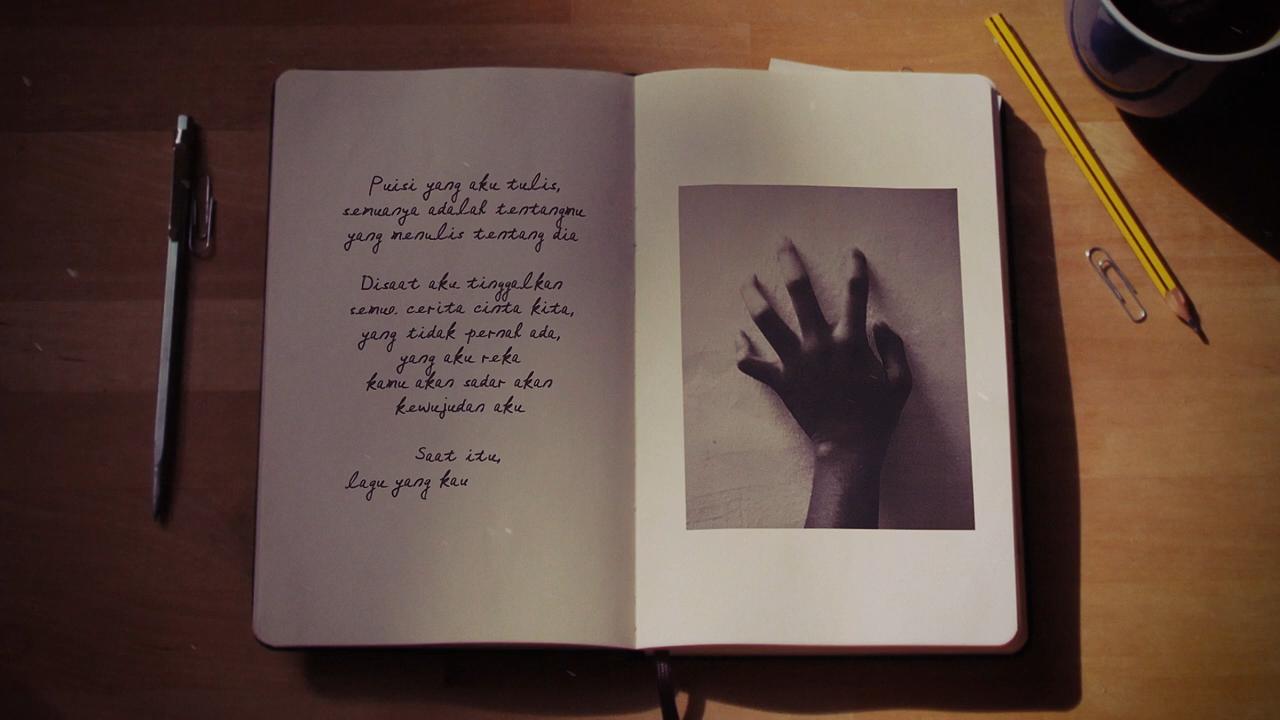 Puisi yang aku tulis,
semuanya adalah tentangmu
yang menulis tentang dia
Disaat aku tinggalkan
semua cerita cinta kita,
yang tidak pernah ada,
yang aku reka
kamu akan sadar akan
kewujudan aku
Saat itu,
lagu yang kau